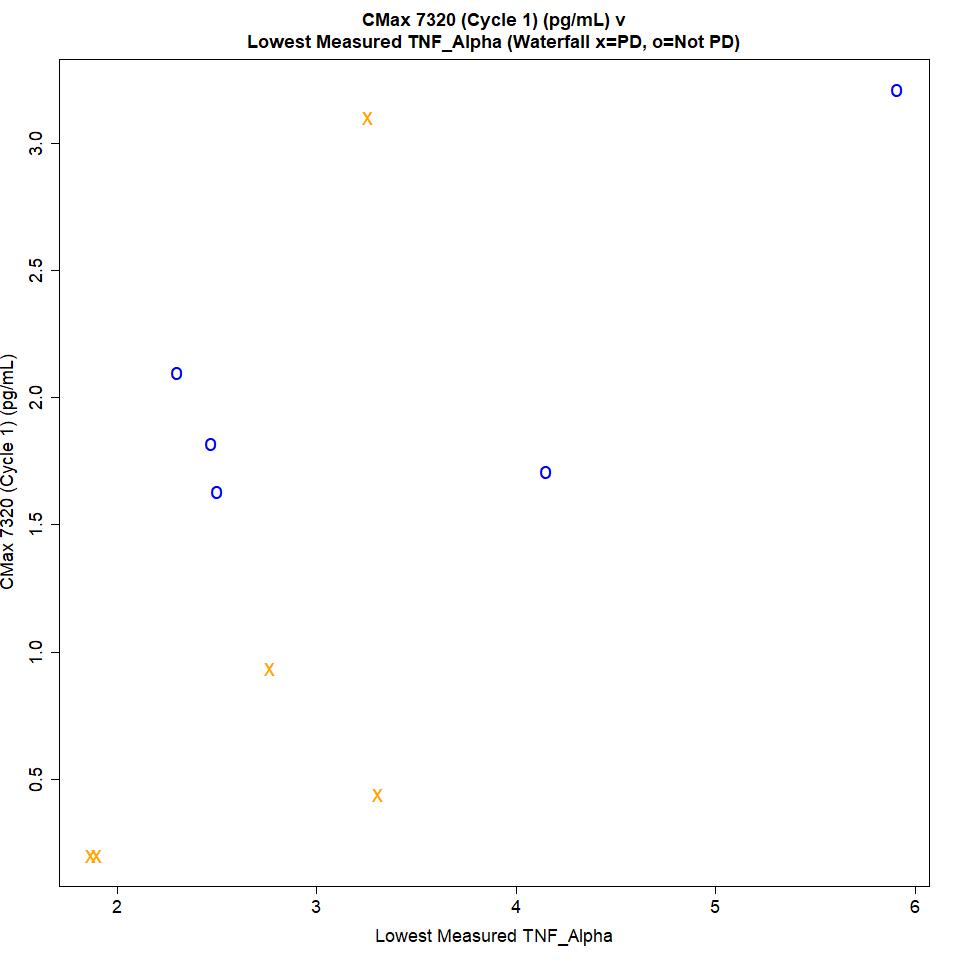 CMax 7320 (Cycle 1) (pg/mL) v
Lowest Measured TNF_Alpha (Waterfall x=PD, o=Not PD)
CMax 7320 (Cycle 1) (pg/mL)
3.0
2.5
2.0
1.5
1.0
0.5
O
X
O
O
O
O
X
X
XX
2
3
4
5
6
Lowest Measured TNF_Alpha